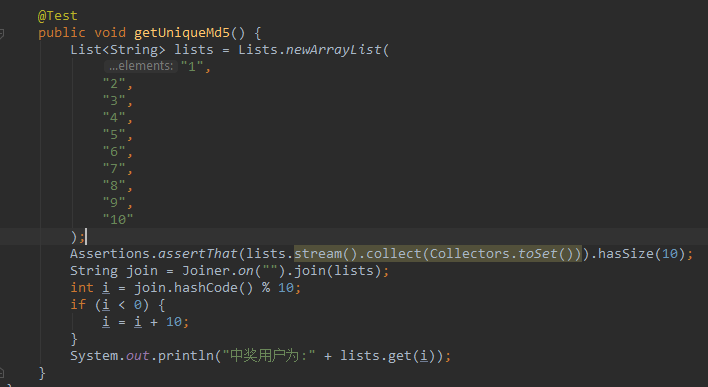 @Test
public void getUniqueMd5() {
List<String> lists = Lists.newArrayList(
...elements: "1",
"2",
"3",
"4",
"5",
"6",
"7",
"8",
"9",
"10"
);
Assertions.assertThat(lists.stream().collect(Collectors.toSet())).hasSize(10);
String join = Joiner.on("").join(lists);
int i = join.hashCode() % 10;
if (i < 0) {
i = i + 10;
}
System.out.println("中奖用户为:" + lists.get(i));
}